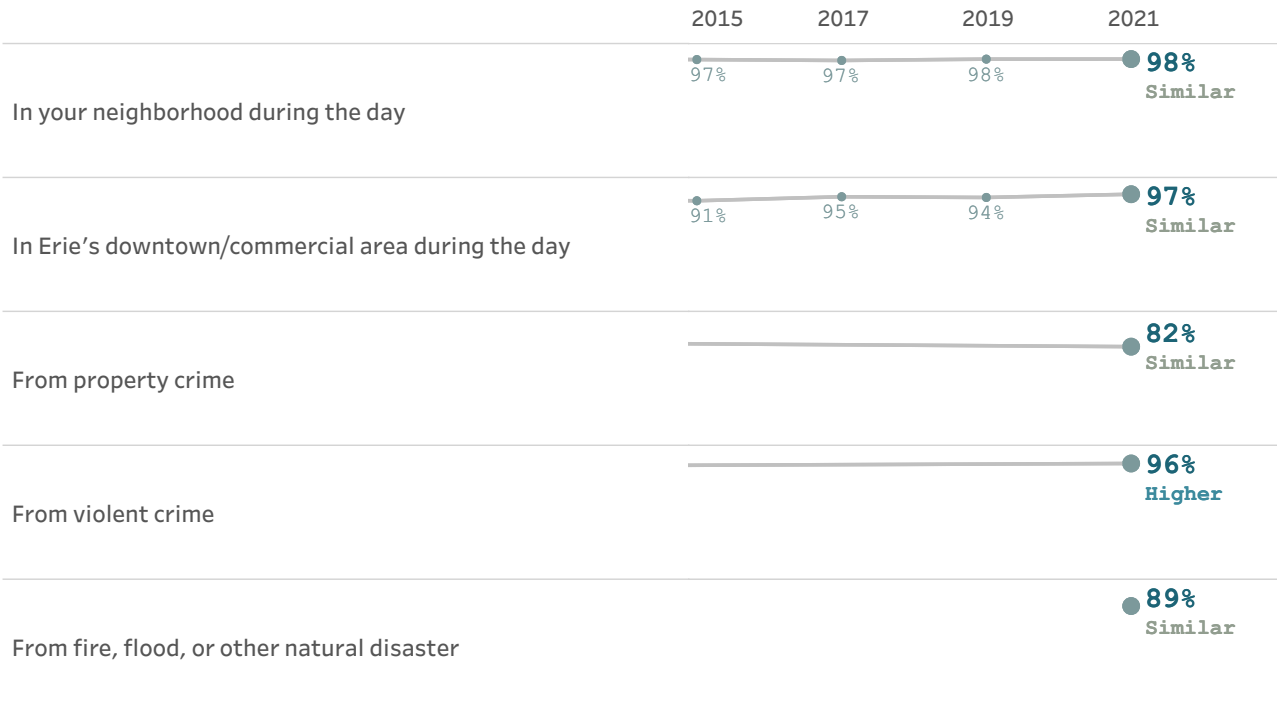 2015 2017 2019 2021
97% 97% 98% 98%
Similar
In your neighborhood during the day
91% 95% 94% 97%
Similar
In Erie’s downtown/commercial area during the day
82%
Similar
From property crime
96%
Higher
From violent crime
89%
Similar
From fire, flood, or other natural disaster